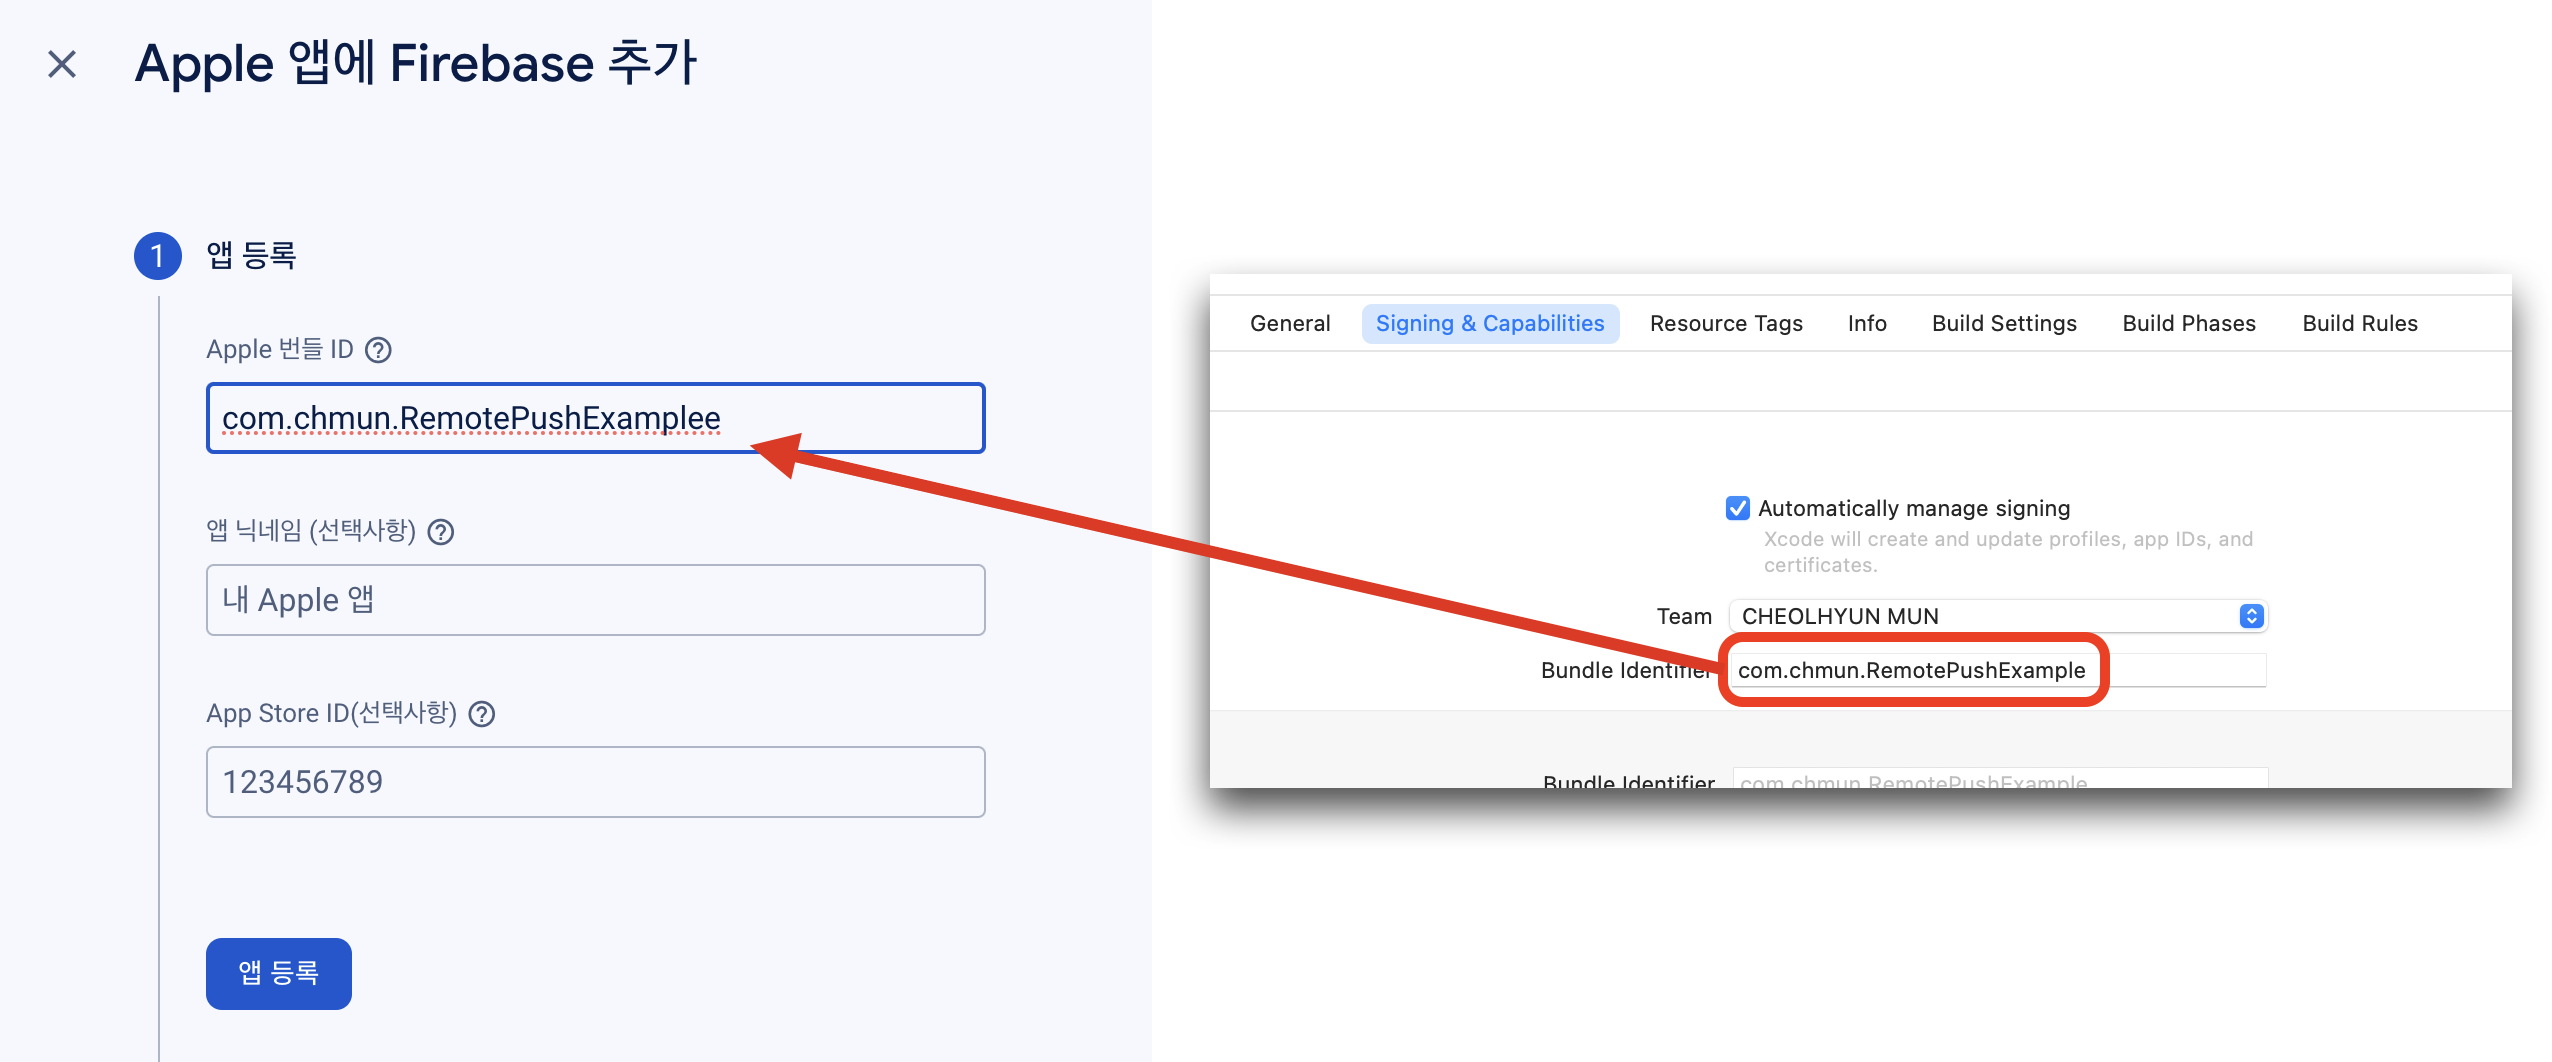 Apple 앱에 Firebase 추가
1 앱 등록
Apple 번들 ID ?
com.chmun.RemotePushExamplee
앱 닉네임 (선택사항) ?
내 Apple 앱
App Store ID(선택사항) ?
123456789
앱 등록
General Signing & Capabilities Resource Tags Info Build Settings Build Phases Build Rules
Automatically manage signing
Xcode will create and update profiles, app IDs, and
certificates.
Team CHEOLHYUN MUN
Bundle Identifier com.chmun.RemotePushExample
Bundle Identifier com.chmun.RemotePushExample